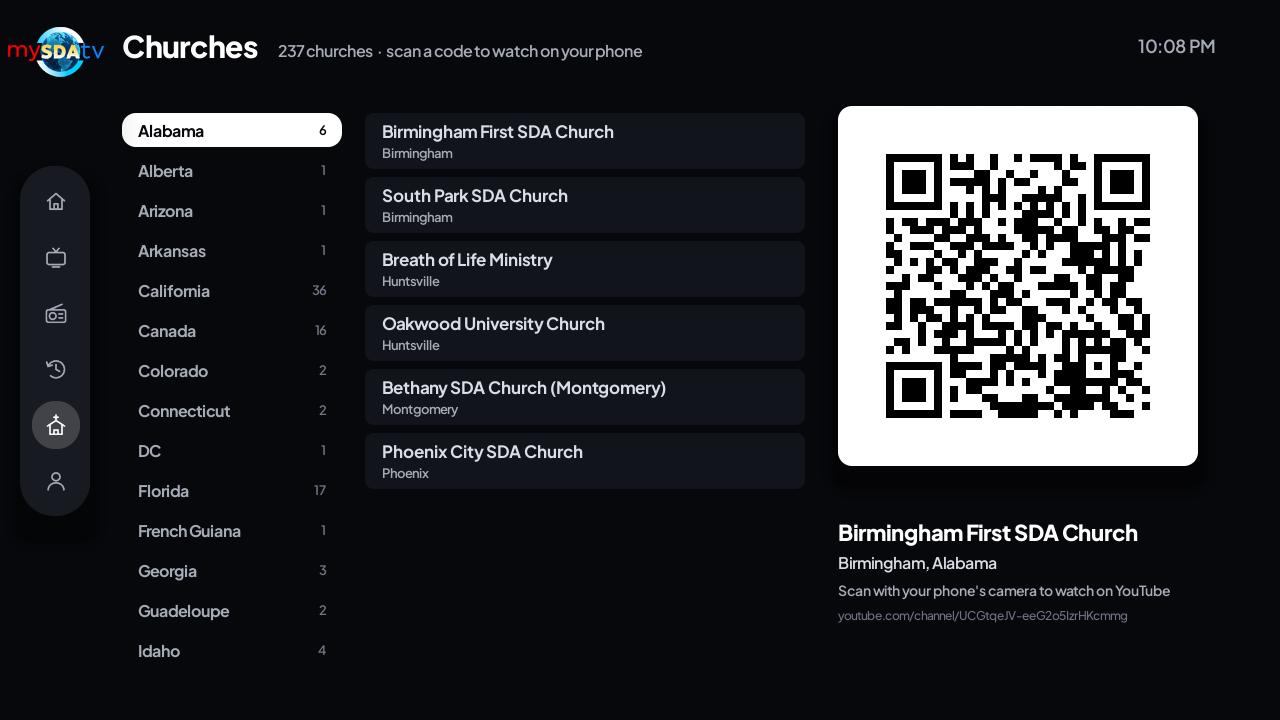 mySDAtv
Churches
237 churches · scan a code to watch on your phone
10:08 PM
Alabama 6
Alberta 1
Arizona 1
Arkansas 1
California 36
Canada 16
Colorado 2
Connecticut 2
DC 1
Florida 17
French Guiana 1
Georgia 3
Guadeloupe 2
Idaho 4
Birmingham First SDA Church
Birmingham
South Park SDA Church
Birmingham
Breath of Life Ministry
Huntsville
Oakwood University Church
Huntsville
Bethany SDA Church (Montgomery)
Montgomery
Phoenix City SDA Church
Phoenix
Birmingham First SDA Church
Birmingham, Alabama
Scan with your phone's camera to watch on YouTube
youtube.com/channel/UCGtqeJV-eeG2o5IzrHKcmmg